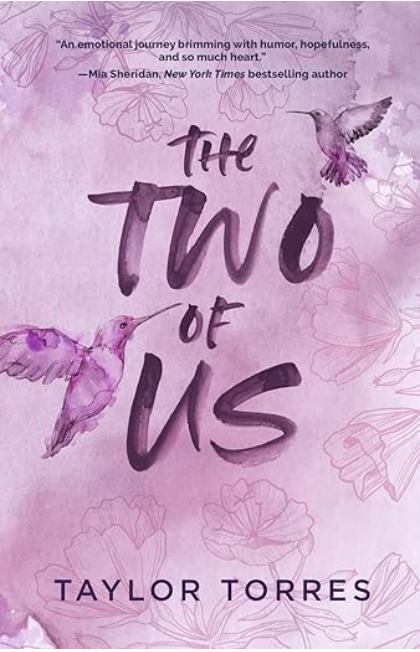 "An emotional journey brimming with humor, hopefulness,
and so much heart."
—Mia Sheridan, New York Times bestselling author
THE
TWO
OF
US
TAYLOR TORRES